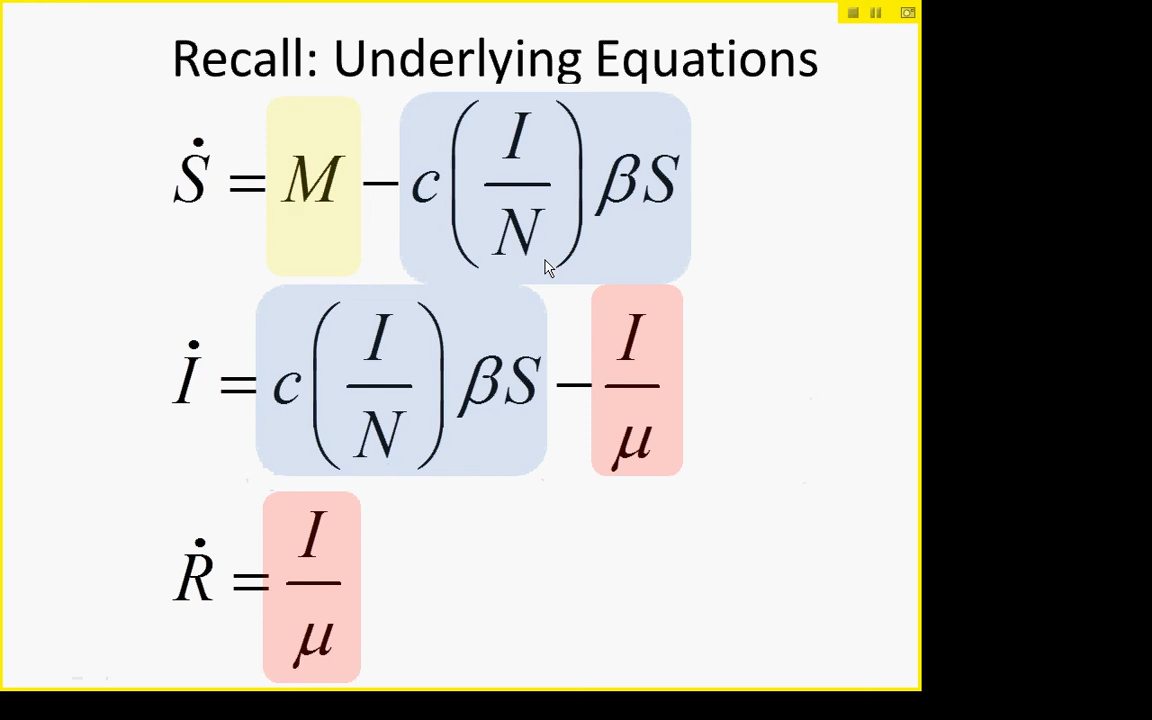 Recall: Underlying Equations
Ṡ = M − c(I/N)βS
İ = c(I/N)βS − I/μ
Ṙ = I/μ